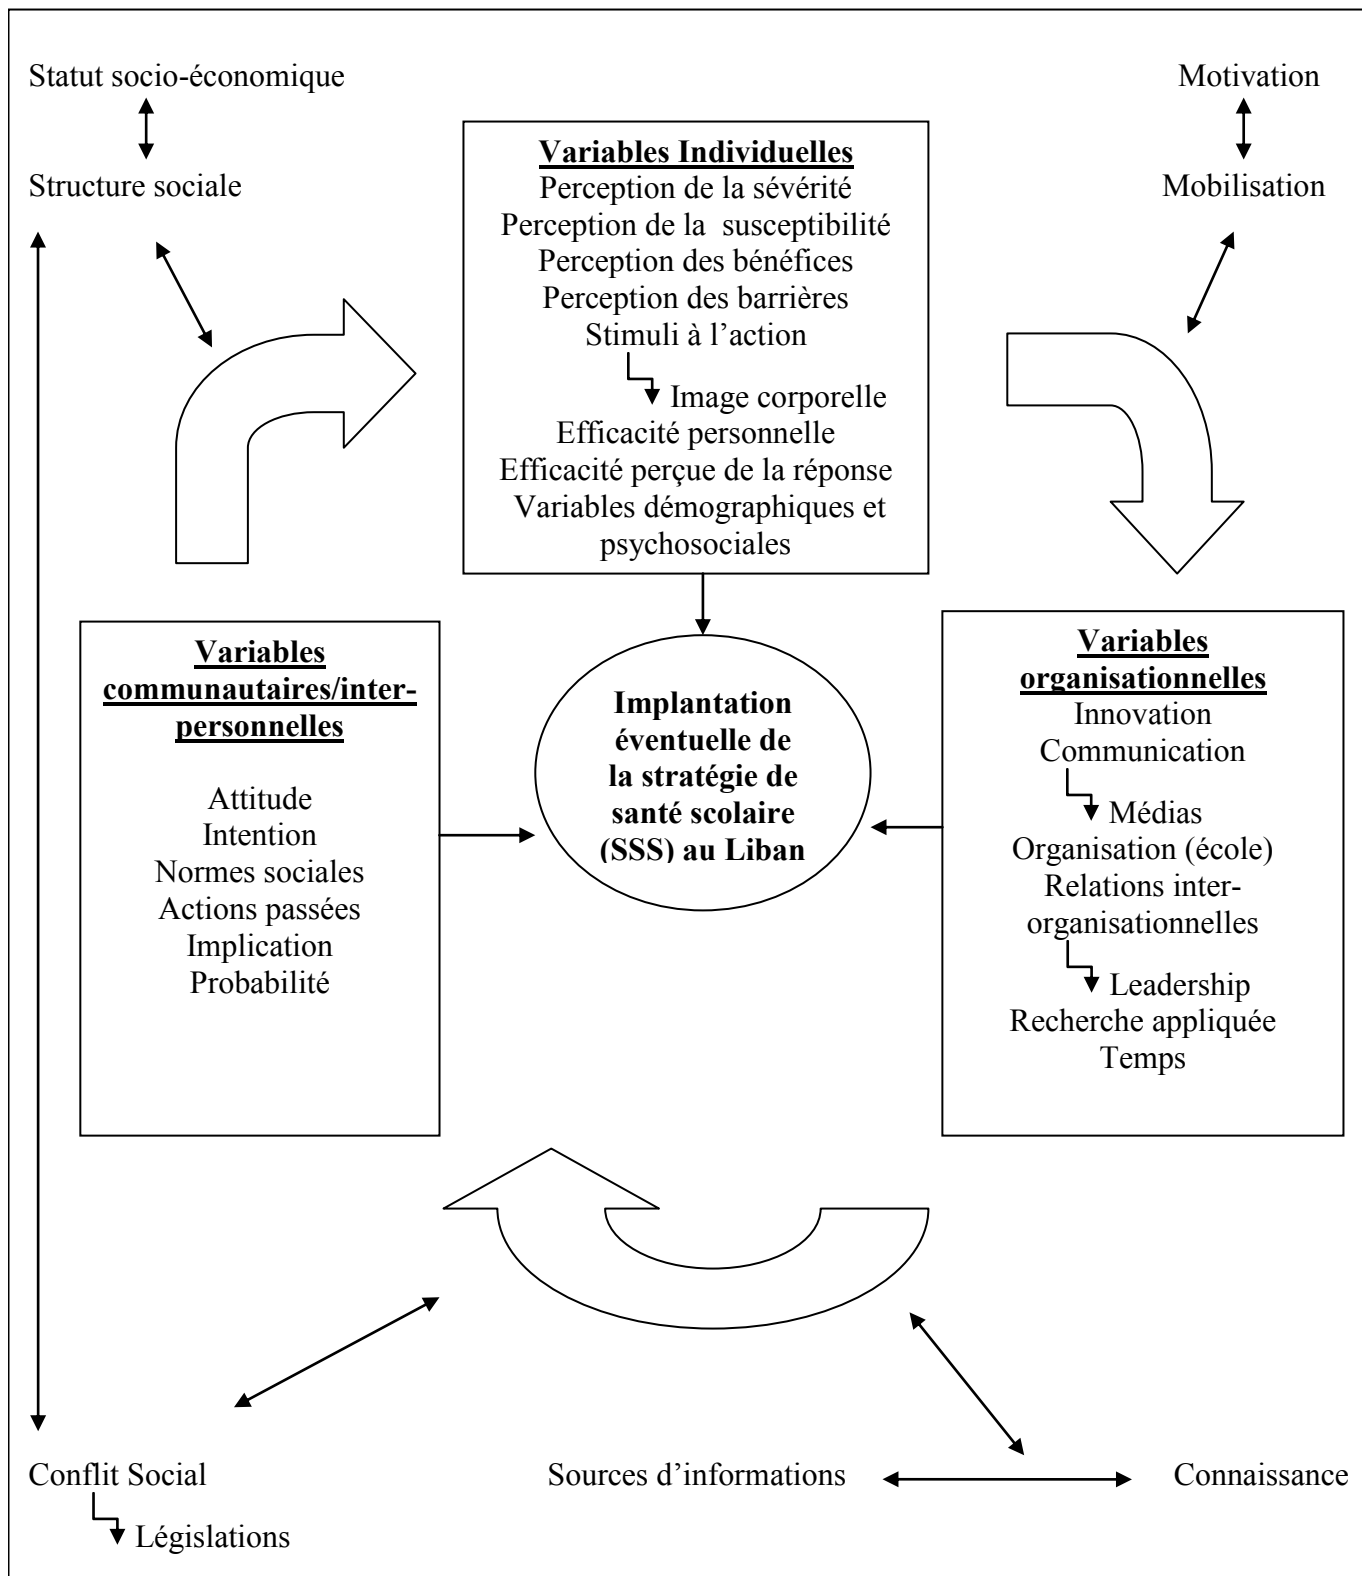 Statut socio-économique
Structure sociale
Motivation
Mobilisation
Variables Individuelles
Perception de la sévérité
Perception de la  susceptibilité
Perception des bénéfices
Perception des barrières
Stimuli à l’action
Image corporelle
Efficacité personnelle
Efficacité perçue de la réponse
Variables démographiques et
psychosociales
Variables
communautaires/inter-
personnelles
Attitude
Intention
Normes sociales
Actions passées
Implication
Probabilité
Implantation
éventuelle de
la stratégie de
santé scolaire
(SSS) au Liban
Variables
organisationnelles
Innovation
Communication
Médias
Organisation (école)
Relations inter-
organisationnelles
Leadership
Recherche appliquée
Temps
Conflit Social
Législations
Sources d’informations
Connaissance